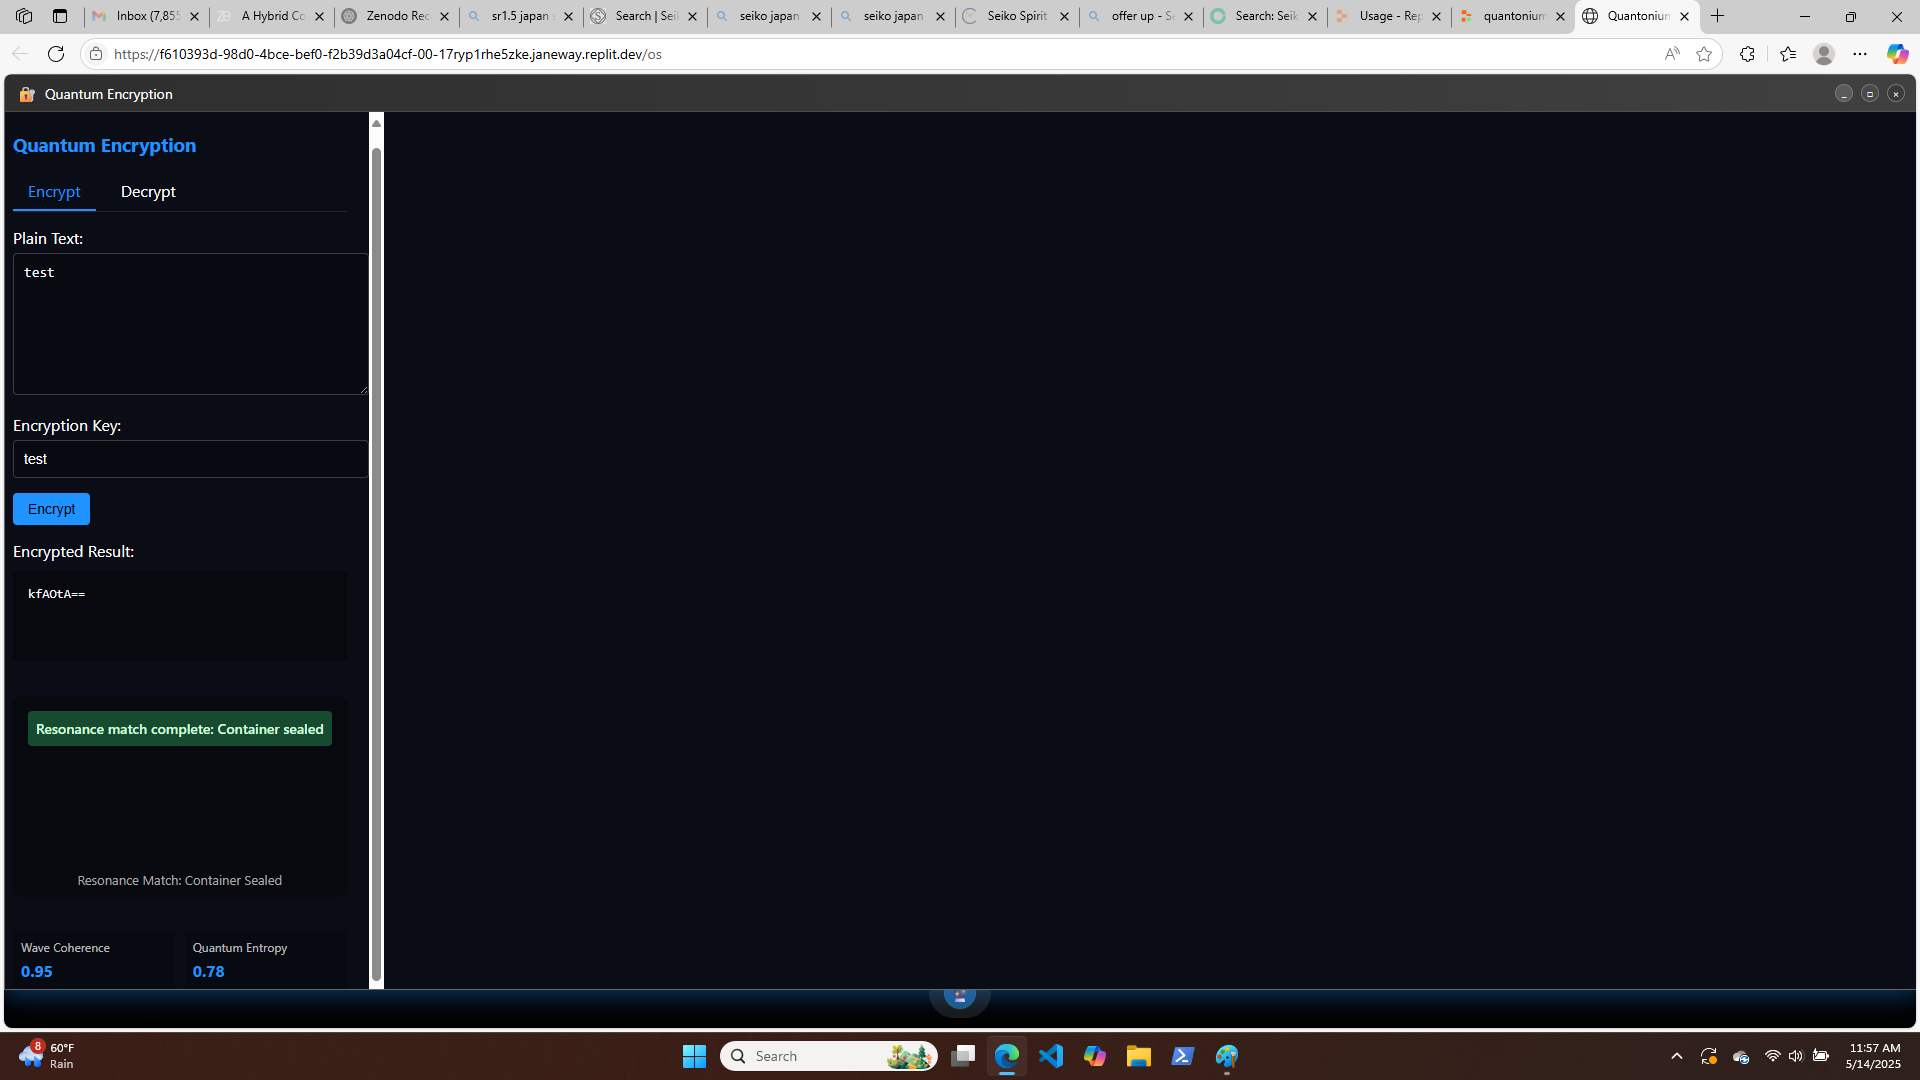 Inbox (7,855
A Hybrid Co
Zenodo Rec
sr1.5 japan s
Search | Seik
seiko japan
seiko japan
Seiko Spirit
offer up - Se
Search: Seik
Usage - Rep
quantonium
Quantonium
https://f610393d-98d0-4bce-bef0-f2b39d3a04cf-00-17ryp1rhe5zke.janeway.replit.dev/os
Quantum Encryption
Quantum Encryption
Encrypt Decrypt
Plain Text:
test
Encryption Key:
test
Encrypt
Encrypted Result:
kfAOtA==
Resonance match complete: Container sealed
Resonance Match: Container Sealed
Wave Coherence Quantum Entropy
0.95 0.78
8 60°F
Rain
Search
11:57 AM
5/14/2025